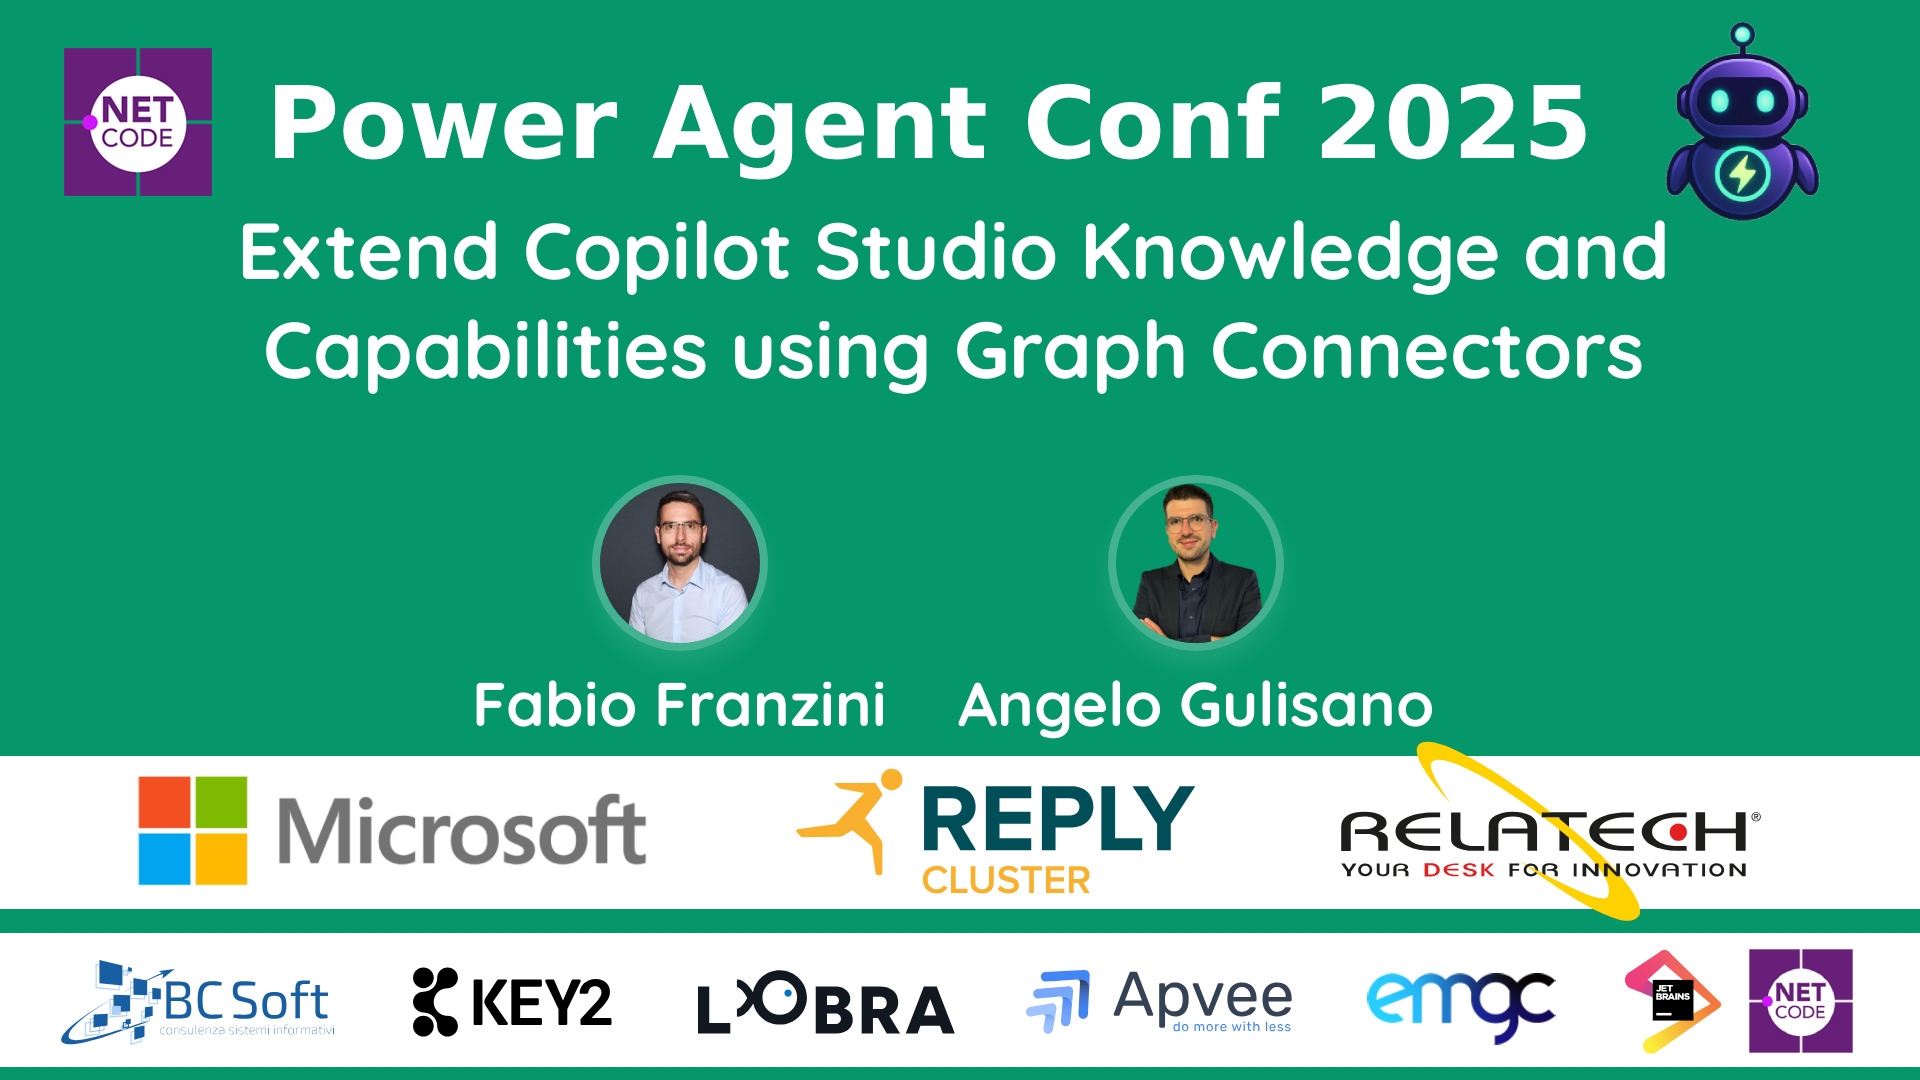 NET
CODE
Power Agent Conf 2025
Extend Copilot Studio Knowledge and
Capabilities using Graph Connectors
Fabio Franzini
Angelo Gulisano
Microsoft
REPLY
CLUSTER
RELATECH®
YOUR DESK FOR INNOVATION
BC Soft
consulenza sistemi informativi
KEY2
LOBRA
Apvee
do more with less
emgc
JET
BRAINS
NET
CODE